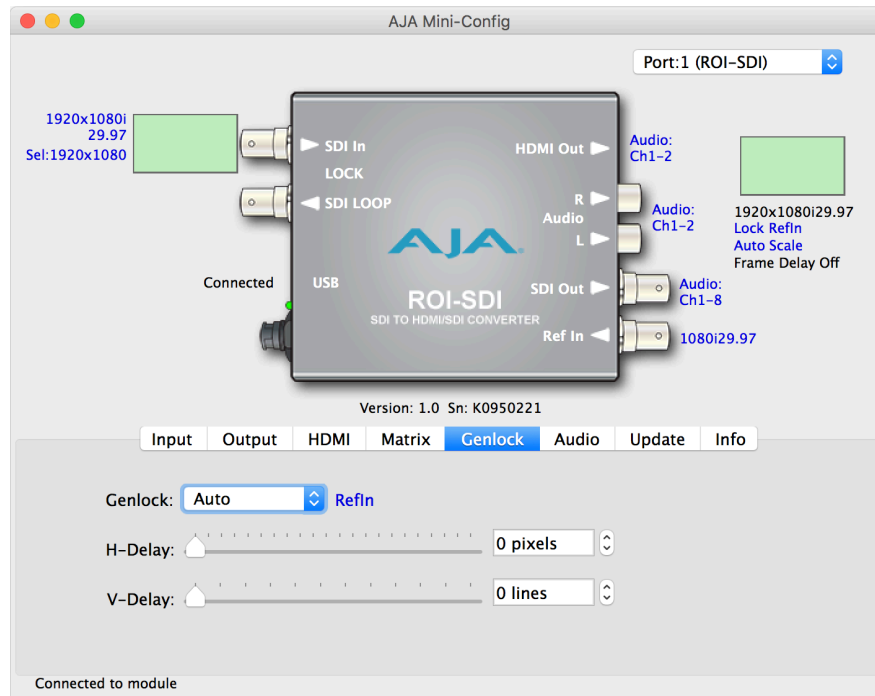 AJA Mini-Config
Port:1 (ROI-SDI)
1920x1080i
29.97
Sel:1920x1080
SDI In
LOCK
SDI LOOP
HDMI Out
R
Audio
L
Audio:
Ch1-2
Audio:
Ch1-2
1920x1080i29.97
Lock RefIn
Auto Scale
Frame Delay Off
AJA.
Connected
USB
ROI-SDI
SDI TO HDMI/SDI CONVERTER
SDI Out
Audio:
Ch1-8
Ref In
1080i29.97
Version: 1.0 Sn: K0950221
Input Output HDMI Matrix Genlock Audio Update Info
Genlock: Auto RefIn
H-Delay: 0 pixels
V-Delay: 0 lines
Connected to module